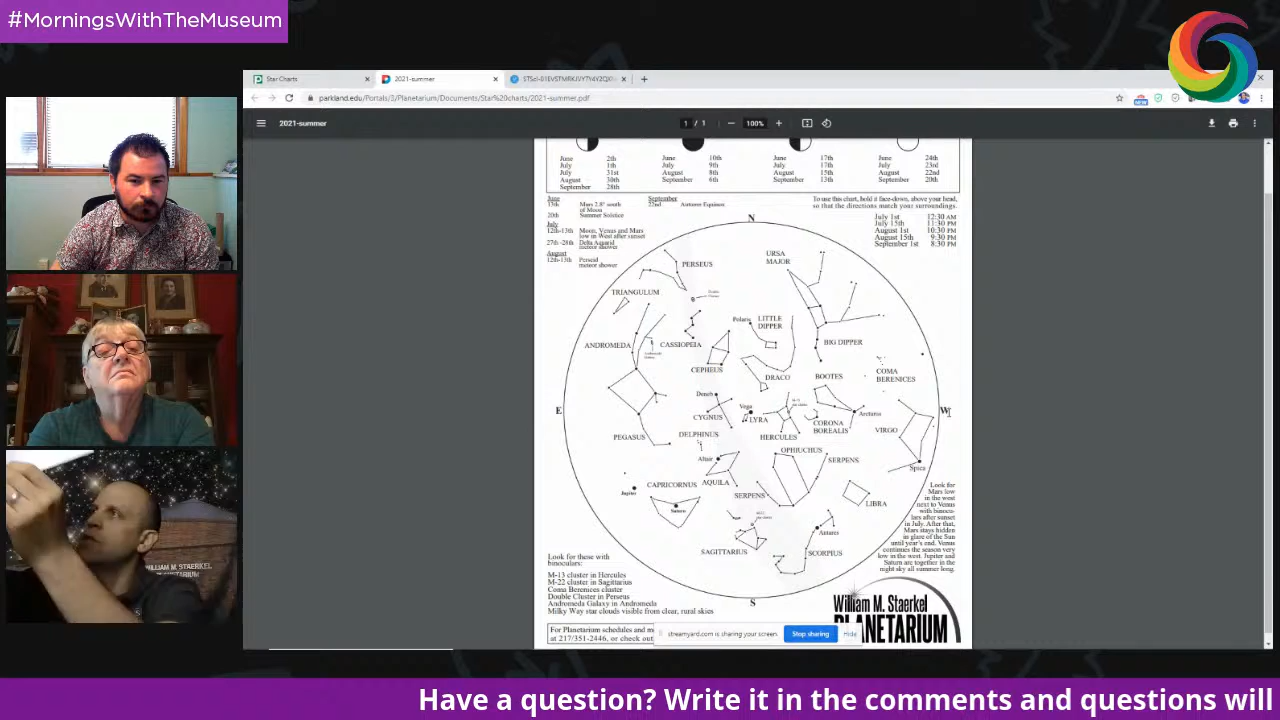 #MorningsWithTheMuseum
Star Charts
2021-summer
parkland.edu/Portals/3/Planetarium/Documents/Star%20charts/2021-summer.pdf
2021-summer
1 / 1
100%
June 2th
July 1th
July 31st
August 30th
September 28th
June 10th
July 9th
August 8th
September 6th
June 17th
July 17th
August 15th
September 13th
June 24th
July 23rd
August 22nd
September 20th
June
13th Mars 2.8° south
of Moon
20th Summer Solstice
July
12th-13th Moon, Venus and Mars
low in West after sunset
27th -28th Delta Aquarid
meteor shower
August
12th-13th Perseid
meteor shower
September
22nd Autumn Equinox
To use this chart, hold it face-down, above your head,
so that the directions match your surroundings.
July 1st 12:30 AM
July 15th 11:30 PM
August 1st 10:30 PM
August 15th 9:30 PM
September 1st 8:30 PM
N
PERSEUS
URSA
MAJOR
TRIANGULUM
Double
Cluster
Polaris
LITTLE
DIPPER
ANDROMEDA
CASSIOPEIA
BIG DIPPER
CEPHEUS
DRACO
BOOTES
COMA
BERENICES
Deneb
Vega
E
CYGNUS
LYRA
Arcturus
W
PEGASUS
DELPHINUS
HERCULES
CORONA
BOREALIS
VIRGO
OPHIUCHUS
SERPENS
Altair
Spica
CAPRICORNUS
AQUILA
SERPENS
Jupiter
Saturn
LIBRA
SAGITTARIUS
Antares
SCORPIUS
S
Look for
Mars low
in the west
next to Venus
with binocu-
lars after sunset
in July. After that,
Mars stays hidden
in glare of the Sun
until year's end. Venus
continues the season very
low in the west. Jupiter and
Saturn are together in the
night sky all summer long.
Look for these with
binoculars:
M-13 cluster in Hercules
M-22 cluster in Sagittarius
Coma Berences cluster
Double Cluster in Perseus
Andromeda Galaxy in Andromeda
Milky Way star clouds visible from clear, rural skies
William M. Staerkel
PLANETARIUM
For Planetarium schedules and m
at 217/351-2446, or check out
streamyard.com is sharing your screen.
Stop sharing
Hide
WILLIAM M. STAERKEL
Have a question? Write it in the comments and questions will